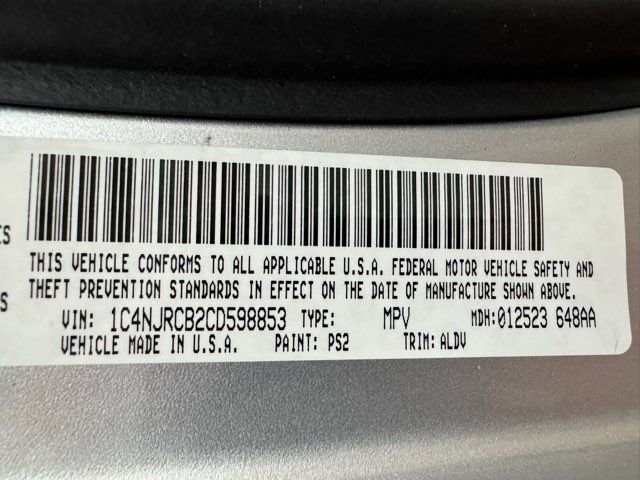 ES
THIS VEHICLE CONFORMS TO ALL APPLICABLE U.S.A. FEDERAL MOTOR VEHICLE SAFETY AND
S
THEFT PREVENTION STANDARDS IN EFFECT ON THE DATE OF MANUFACTURE SHOWN ABOVE.
VIN: 1C4NJRCB2CD598853 TYPE: MPV MDH:012523 648AA
VEHICLE MADE IN U.S.A. PAINT: PS2 TRIM: ALDV